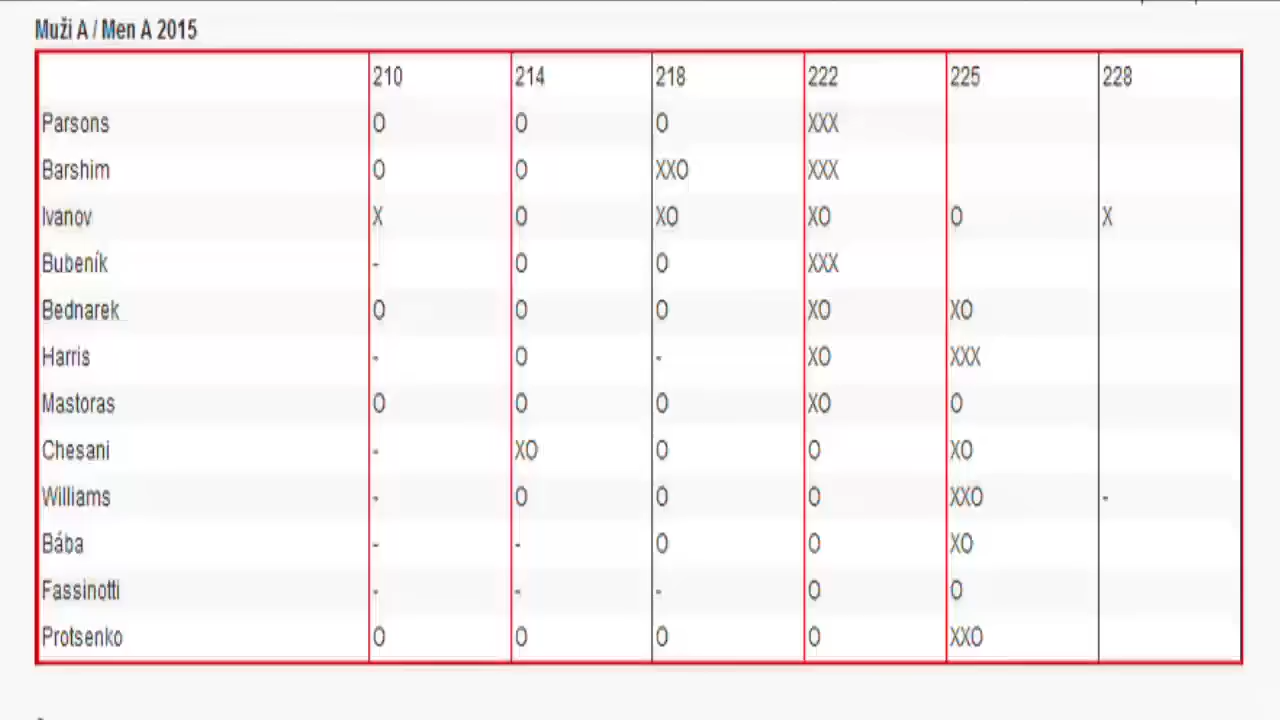 Muži A / Men A 2015
210 214 218 222 225 228
Parsons O O O XXX
Barshim O O XXO XXX
Ivanov X O XO XO O X
Bubeník - O O XXX
Bednarek O O O XO XO
Harris - O - XO XXX
Mastoras O O O XO O
Chesani - XO O O XO
Williams - O O O XXO -
Bába - - O O XO
Fassinotti - - - O O
Protsenko O O O O XXO